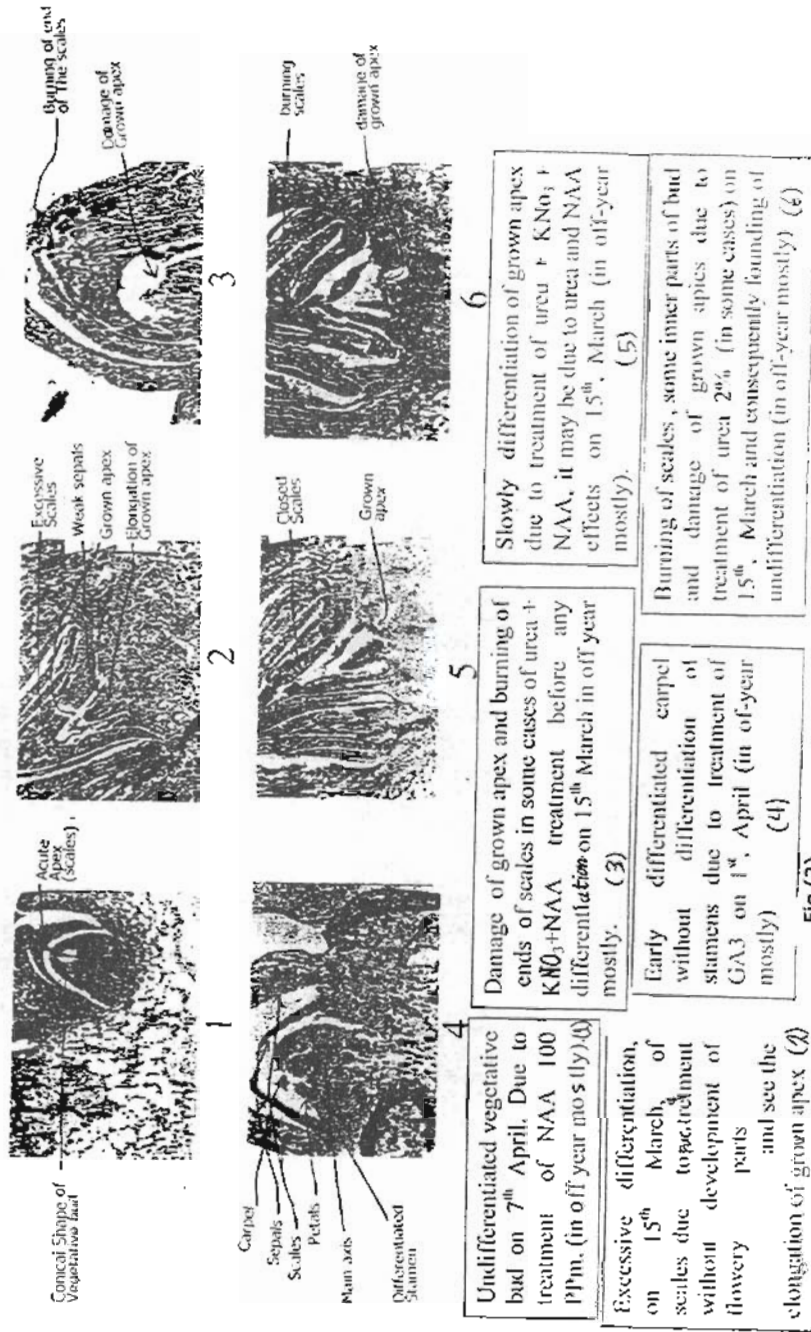 Conical Shape of
Vegetative bud
Acute
Apex
(scales)
1
Excessive
Scales
Weak sepals
Grown apex
Elongation of
Grown apex
2
Burning of end
of The scales
Damage of
Grown apex
3
Carpel
Sepals
Scales
Petals
Main axis
Differentiated
Stamen
4
Closed
Scales
Grown
apex
5
burning
scales
damage of
grown apex
6
Undifferentiated vegetative
bud on 7th April. Due to
treatment of NAA 100
PPm. (in off year mostly).(1)
Excessive differentiation,
on 15th March, of
scales due treatment
without development of
flowery parts
and see the
elongation of grown apex (2)
Damage of grown apex and burning of
ends of scales in some cases of urea +
KNO3+NAA treatment before any
differentiation on 15th March in off year
mostly. (3)
Early differentiated carpel
without differentiation of
stamens due to treatment of
GA3 on 1st, April (in of-year
mostly) (4)
Slowly differentiation of grown apex
due to treatment of urea + KNo3 +
NAA, it may be due to urea and NAA
effects on 15th, March (in off-year
mostly). (5)
Burning of scales , some inner parts of bud
and damage of grown apics due to
treatment of urea 2% (in some cases) on
15th, March and consequently founding of
undifferentiation (in off-year mostly) (6)